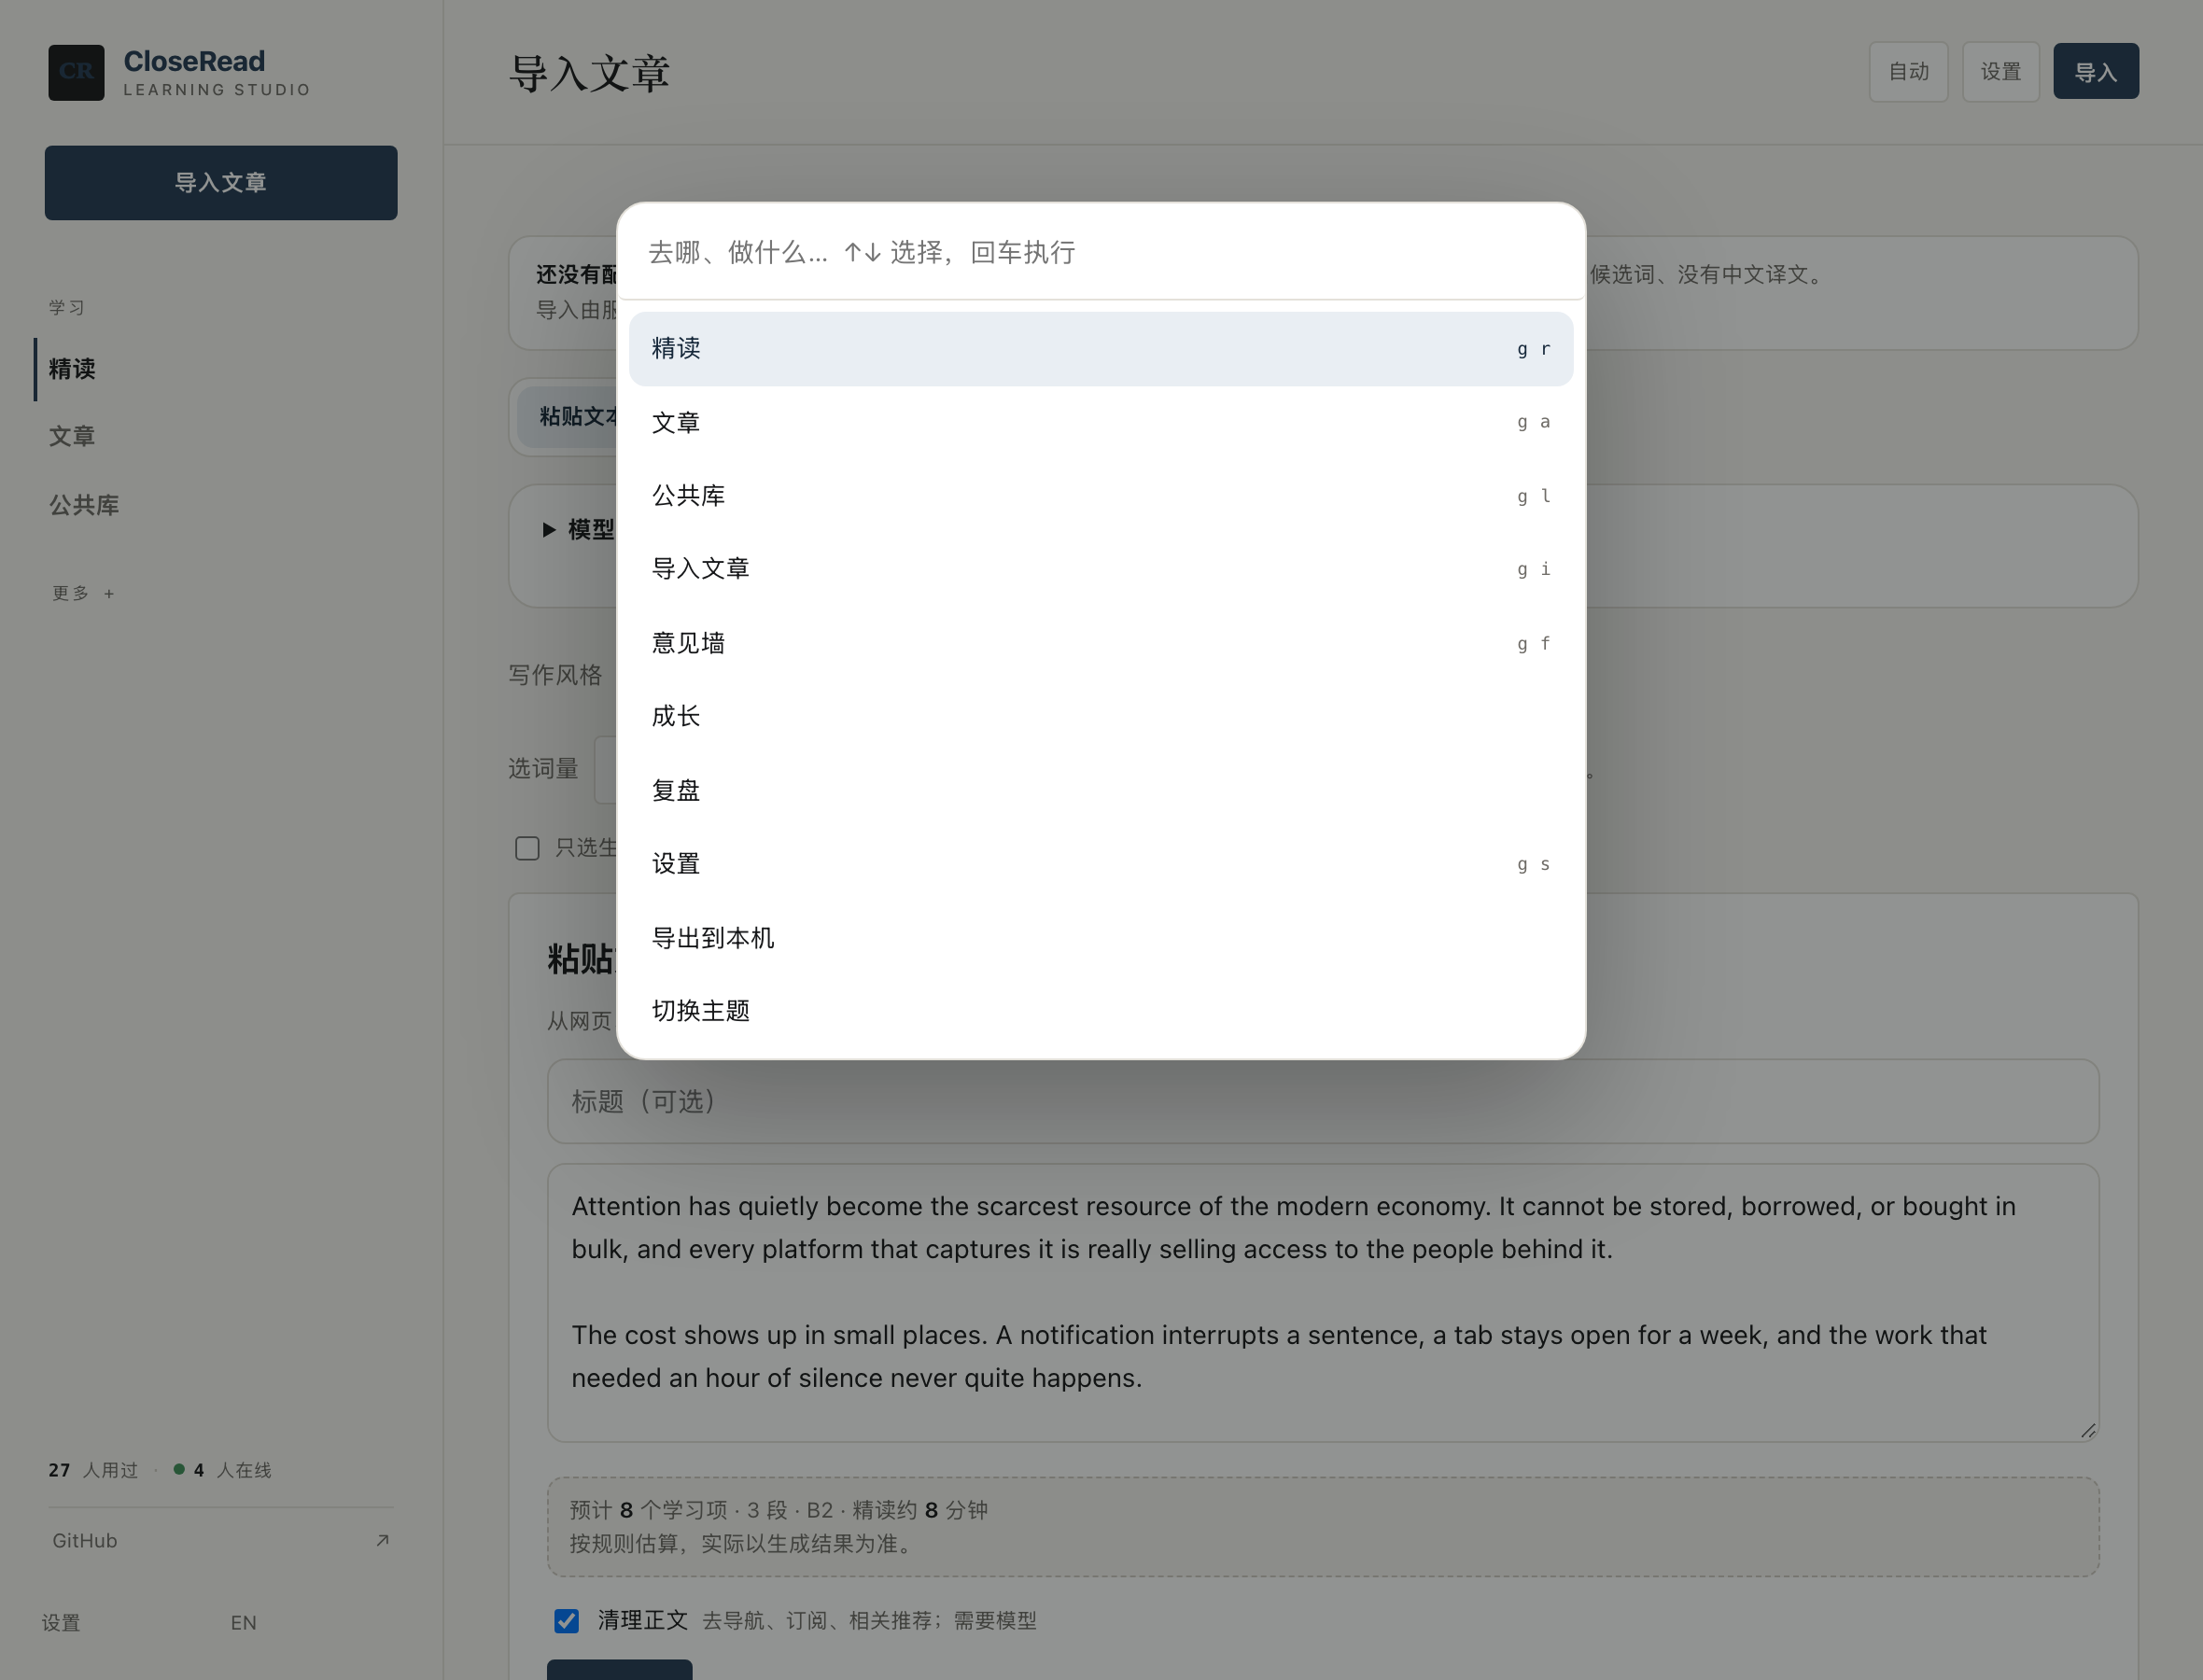 CR
CloseRead
LEARNING STUDIO
导入文章
学习
精读
文章
公共库
更多 +
27 人用过 · 4 人在线
GitHub ↗
设置
EN
导入文章
自动
设置
导入
还没有配
候选词、没有中文译文。
导入由服
粘贴文本
▶ 模型
写作风格
选词量
。
只选生
粘贴
从网页
去哪、做什么… ↑↓ 选择，回车执行
精读 g r
文章 g a
公共库 g l
导入文章 g i
意见墙 g f
成长
复盘
设置 g s
导出到本机
切换主题
标题（可选）
Attention has quietly become the scarcest resource of the modern economy. It cannot be stored, borrowed, or bought in
bulk, and every platform that captures it is really selling access to the people behind it.
The cost shows up in small places. A notification interrupts a sentence, a tab stays open for a week, and the work that
needed an hour of silence never quite happens.
预计 8 个学习项 · 3 段 · B2 · 精读约 8 分钟
按规则估算，实际以生成结果为准。
清理正文 去导航、订阅、相关推荐；需要模型